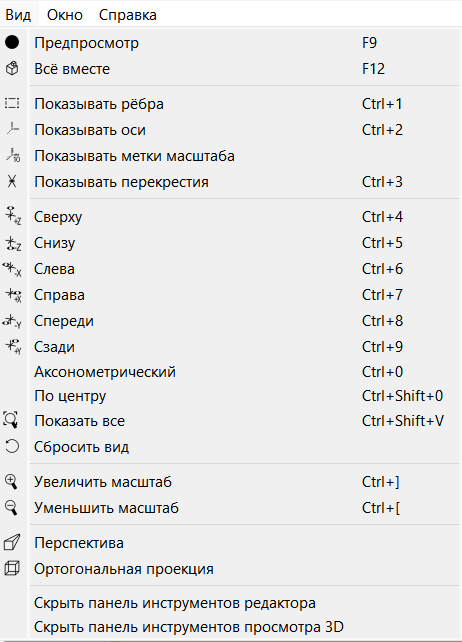 Вид Окно Справка
Предпросмотр F9
Всё вместе F12
Показывать рёбра Ctrl+1
Показывать оси Ctrl+2
10 Показывать метки масштаба
Показывать перекрестия Ctrl+3
+Z Сверху Ctrl+4
-Z Снизу Ctrl+5
-X Слева Ctrl+6
+X Справа Ctrl+7
-Y Спереди Ctrl+8
+Y Сзади Ctrl+9
Аксонометрический Ctrl+0
По центру Ctrl+Shift+0
Показать все Ctrl+Shift+V
Сбросить вид
Увеличить масштаб Ctrl+]
Уменьшить масштаб Ctrl+[
Перспектива
Ортогональная проекция
Скрыть панель инструментов редактора
Скрыть панель инструментов просмотра 3D